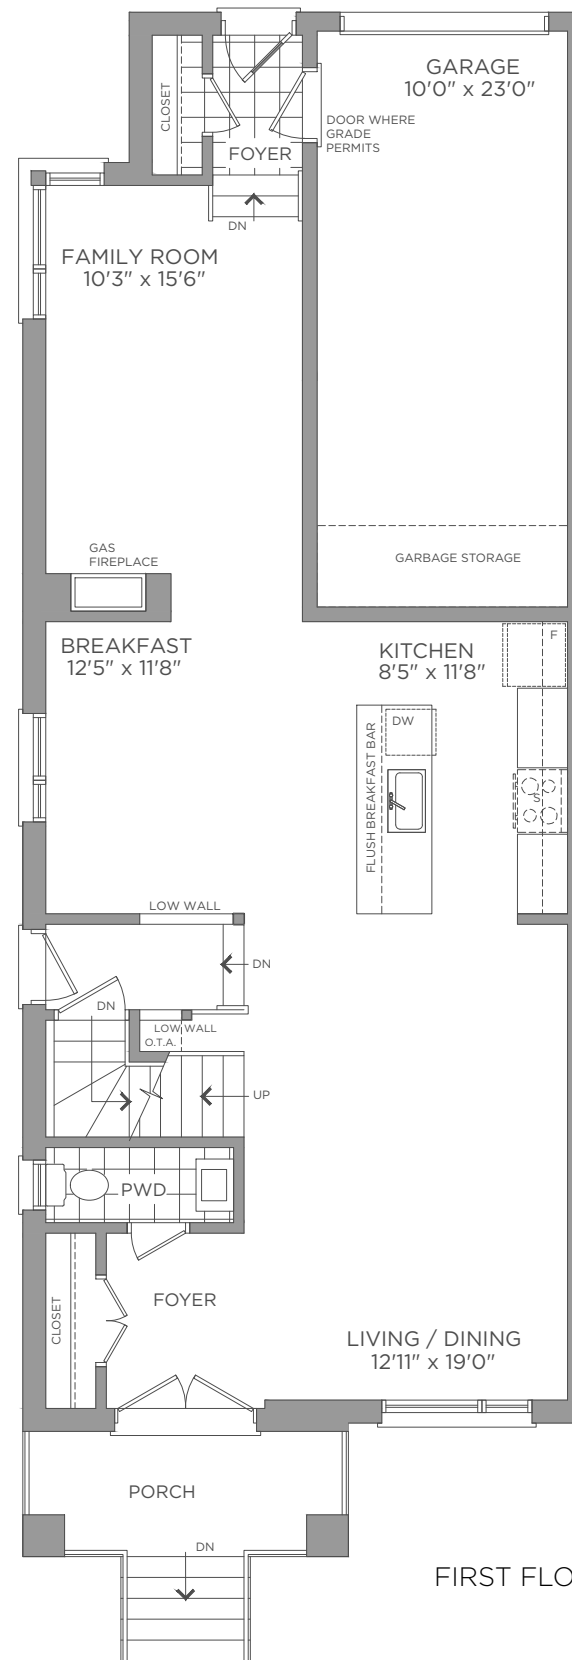 GARAGE
10'0" x 23'0"
CLOSET
DOOR WHERE
GRADE
PERMITS
FOYER
DN
FAMILY ROOM
10'3" x 15'6"
GAS
FIREPLACE
GARBAGE STORAGE
BREAKFAST
12'5" x 11'8"
KITCHEN
8'5" x 11'8"
F
DW
FLUSH BREAKFAST BAR
S
LOW WALL
DN
DN
LOW WALL
O.T.A.
UP
PWD
FOYER
CLOSET
LIVING / DINING
12'11" x 19'0"
PORCH
DN
FIRST FLO